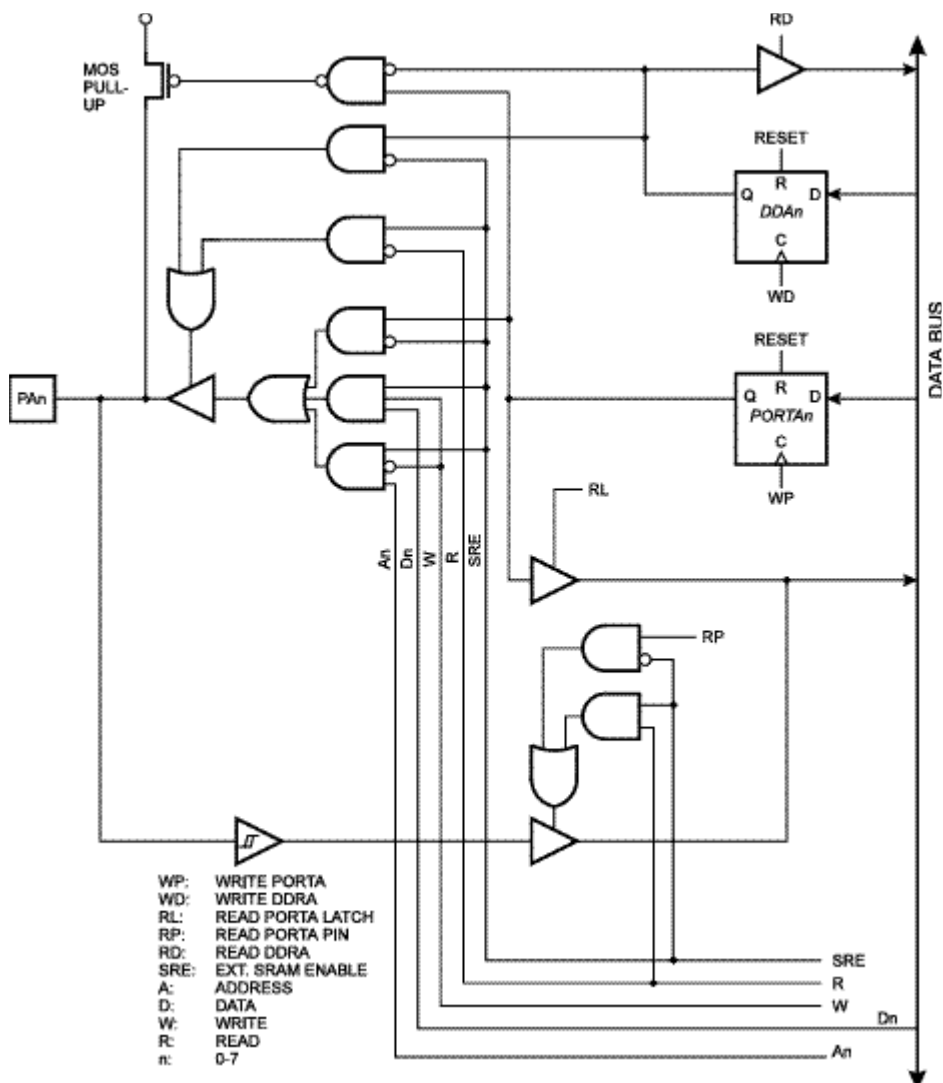 RD
MOS
PULL-
UP
RESET
R
Q
D
DDAn
C
WD
RESET
R
Q
D
PORTAn
C
WP
DATA BUS
PAn
RL
An
Dn
W
R
SRE
RP
WP: WRITE PORTA
WD: WRITE DDRA
RL: READ PORTA LATCH
RP: READ PORTA PIN
RD: READ DDRA
SRE: EXT. SRAM ENABLE
A: ADDRESS
D: DATA
W: WRITE
R: READ
n: 0-7
SRE
R
W
Dn
An